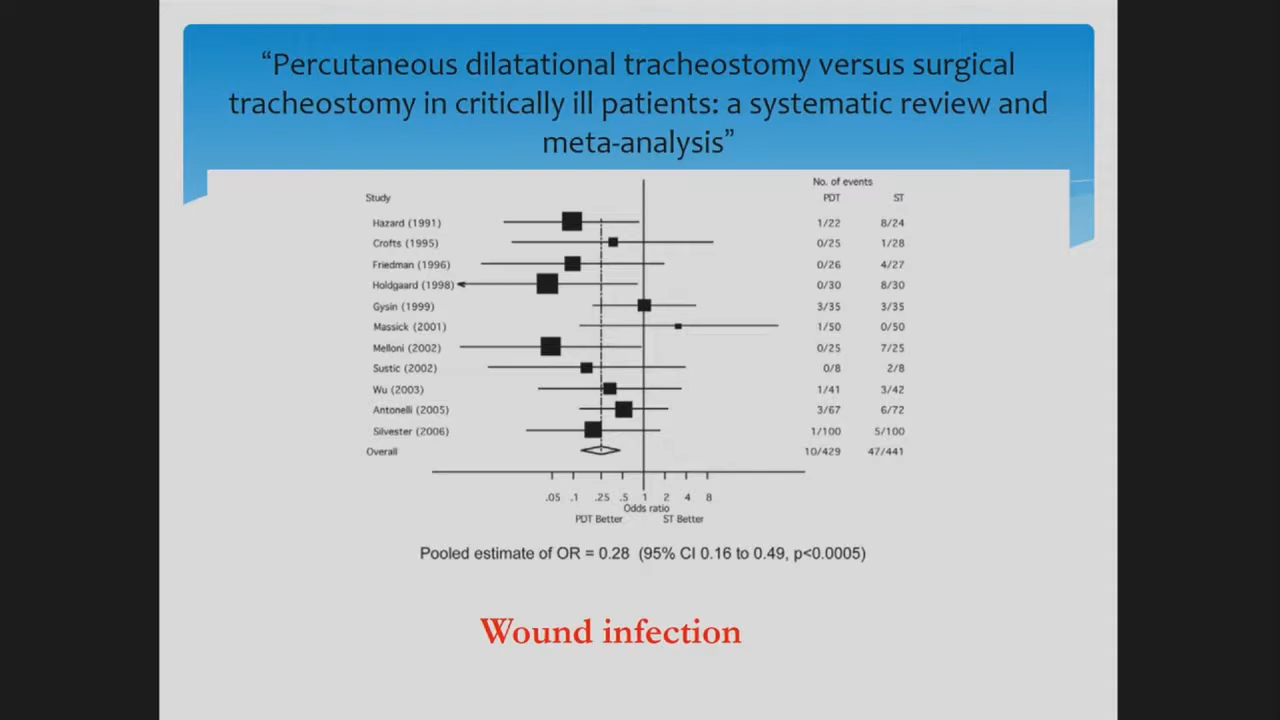 “Percutaneous dilatational tracheostomy versus surgical
tracheostomy in critically ill patients: a systematic review and
meta-analysis”
No. of events
Study PDT ST
Hazard (1991) 1/22 8/24
Crofts (1995) 0/25 1/28
Friedman (1996) 0/26 4/27
Holdgaard (1998) 0/30 8/30
Gysin (1999) 3/35 3/35
Massick (2001) 1/50 0/50
Melloni (2002) 0/25 7/25
Sustic (2002) 0/8 2/8
Wu (2003) 1/41 3/42
Antonelli (2005) 3/67 6/72
Silvester (2006) 1/100 5/100
Overall 10/429 47/441
.05 .1 .25 .5 1 2 4 8
Odds ratio
PDT Better ST Better
Pooled estimate of OR = 0.28 (95% CI 0.16 to 0.49, p<0.0005)
Wound infection